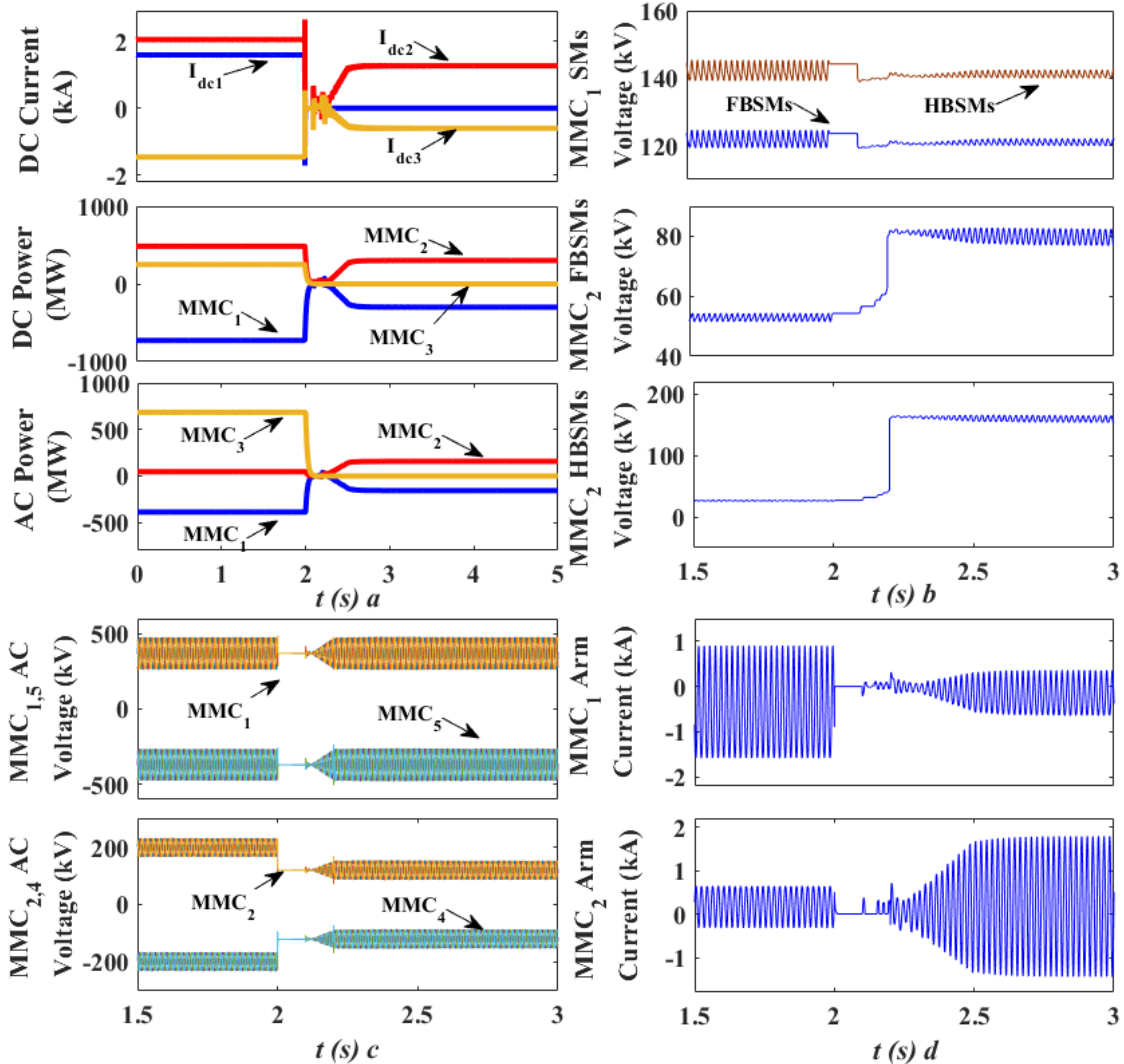 DC Current
(kA)
2
0
-2
I_dc1
I_dc2
I_dc3
DC Power
(MW)
1000
0
-1000
MMC_1
MMC_2
MMC_3
AC Power
(MW)
1000
500
0
-500
MMC_3
MMC_2
MMC_1
0 1 2 3 4 5
t (s) a
MMC_1 SMs
Voltage (kV)
160
140
120
FBSMs
HBSMs
MMC_2 FBSMs
Voltage (kV)
80
60
40
MMC_2 HBSMs
Voltage (kV)
200
100
0
1.5 2 2.5 3
t (s) b
MMC_1,5 AC
Voltage (kV)
500
0
-500
MMC_1
MMC_5
MMC_2,4 AC
Voltage (kV)
200
0
-200
MMC_2
MMC_4
1.5 2 2.5 3
t (s) c
MMC_1 Arm
Current (kA)
1
0
-1
-2
MMC_2 Arm
Current (kA)
2
1
0
-1
1.5 2 2.5 3
t (s) d